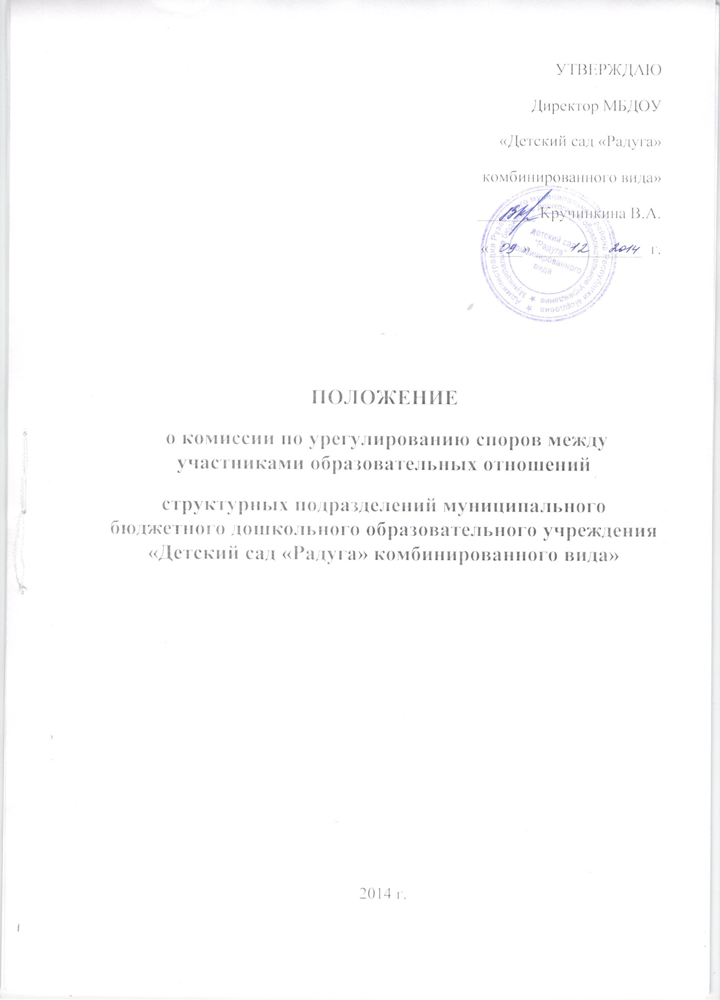 УТВЕРЖДАЮ
Директор МБДОУ
«Детский сад «Радуга»
комбинированного вида»
Кручинкина В.А.
« 09 » 12 2014 г.
Администрация Рузаевского муниципального района Республики Мордовия
Муниципальное бюджетное дошкольное образовательное учреждение
детский сад
"Радуга"
комбинированного
вида
ПОЛОЖЕНИЕ
о комиссии по урегулированию споров между
участниками образовательных отношений
структурных подразделений муниципального
бюджетного дошкольного образовательного учреждения
«Детский сад «Радуга» комбинированного вида»
2014 г.